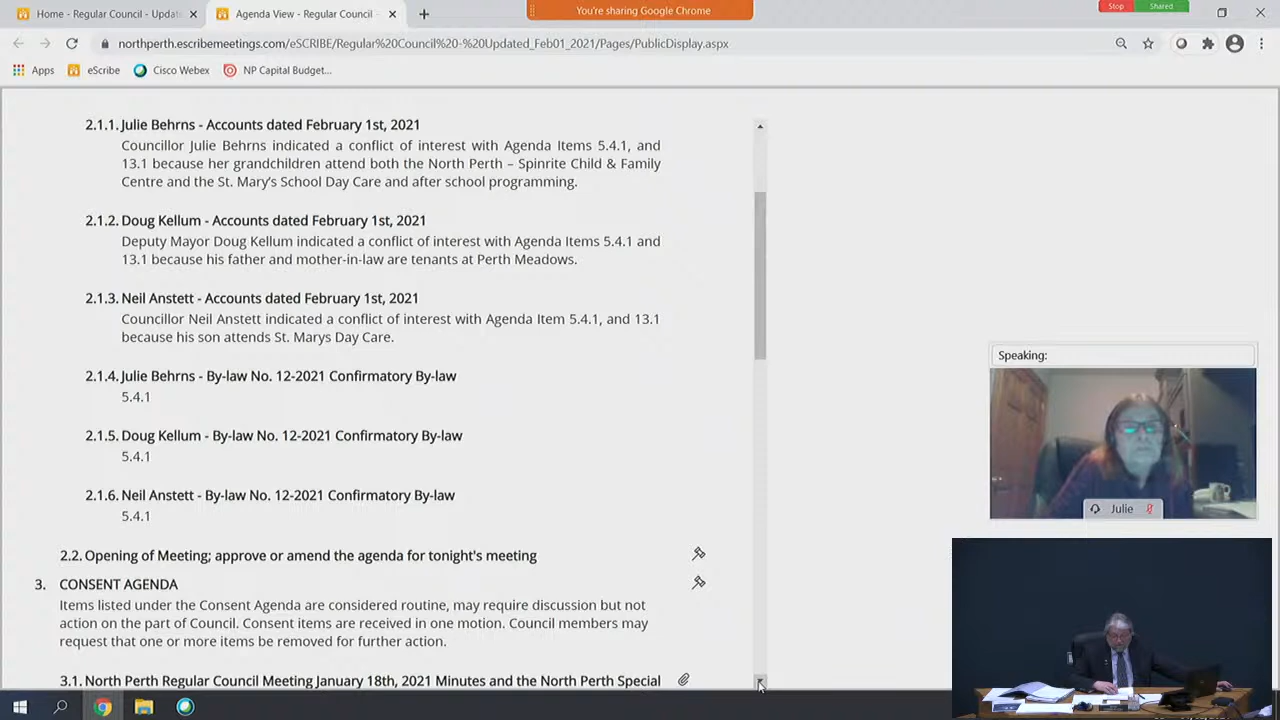 Home - Regular Council - Updat
Agenda View - Regular Council -
You're sharing Google Chrome
Stop
Shared
northperth.escribemeetings.com/eSCRIBE/Regular%20Council%20-%20Updated_Feb01_2021/Pages/PublicDisplay.aspx
Apps
eScribe
Cisco Webex
NP Capital Budget...
2.1.1. Julie Behrns - Accounts dated February 1st, 2021
Councillor Julie Behrns indicated a conflict of interest with Agenda Items 5.4.1, and
13.1 because her grandchildren attend both the North Perth – Spinrite Child & Family
Centre and the St. Mary's School Day Care and after school programming.
2.1.2. Doug Kellum - Accounts dated February 1st, 2021
Deputy Mayor Doug Kellum indicated a conflict of interest with Agenda Items 5.4.1 and
13.1 because his father and mother-in-law are tenants at Perth Meadows.
2.1.3. Neil Anstett - Accounts dated February 1st, 2021
Councillor Neil Anstett indicated a conflict of interest with Agenda Item 5.4.1, and 13.1
because his son attends St. Marys Day Care.
2.1.4. Julie Behrns - By-law No. 12-2021 Confirmatory By-law
5.4.1
2.1.5. Doug Kellum - By-law No. 12-2021 Confirmatory By-law
5.4.1
2.1.6. Neil Anstett - By-law No. 12-2021 Confirmatory By-law
5.4.1
2.2. Opening of Meeting; approve or amend the agenda for tonight's meeting
3. CONSENT AGENDA
Items listed under the Consent Agenda are considered routine, may require discussion but not
action on the part of Council. Consent items are received in one motion. Council members may
request that one or more items be removed for further action.
3.1. North Perth Regular Council Meeting January 18th, 2021 Minutes and the North Perth Special
Speaking:
Julie